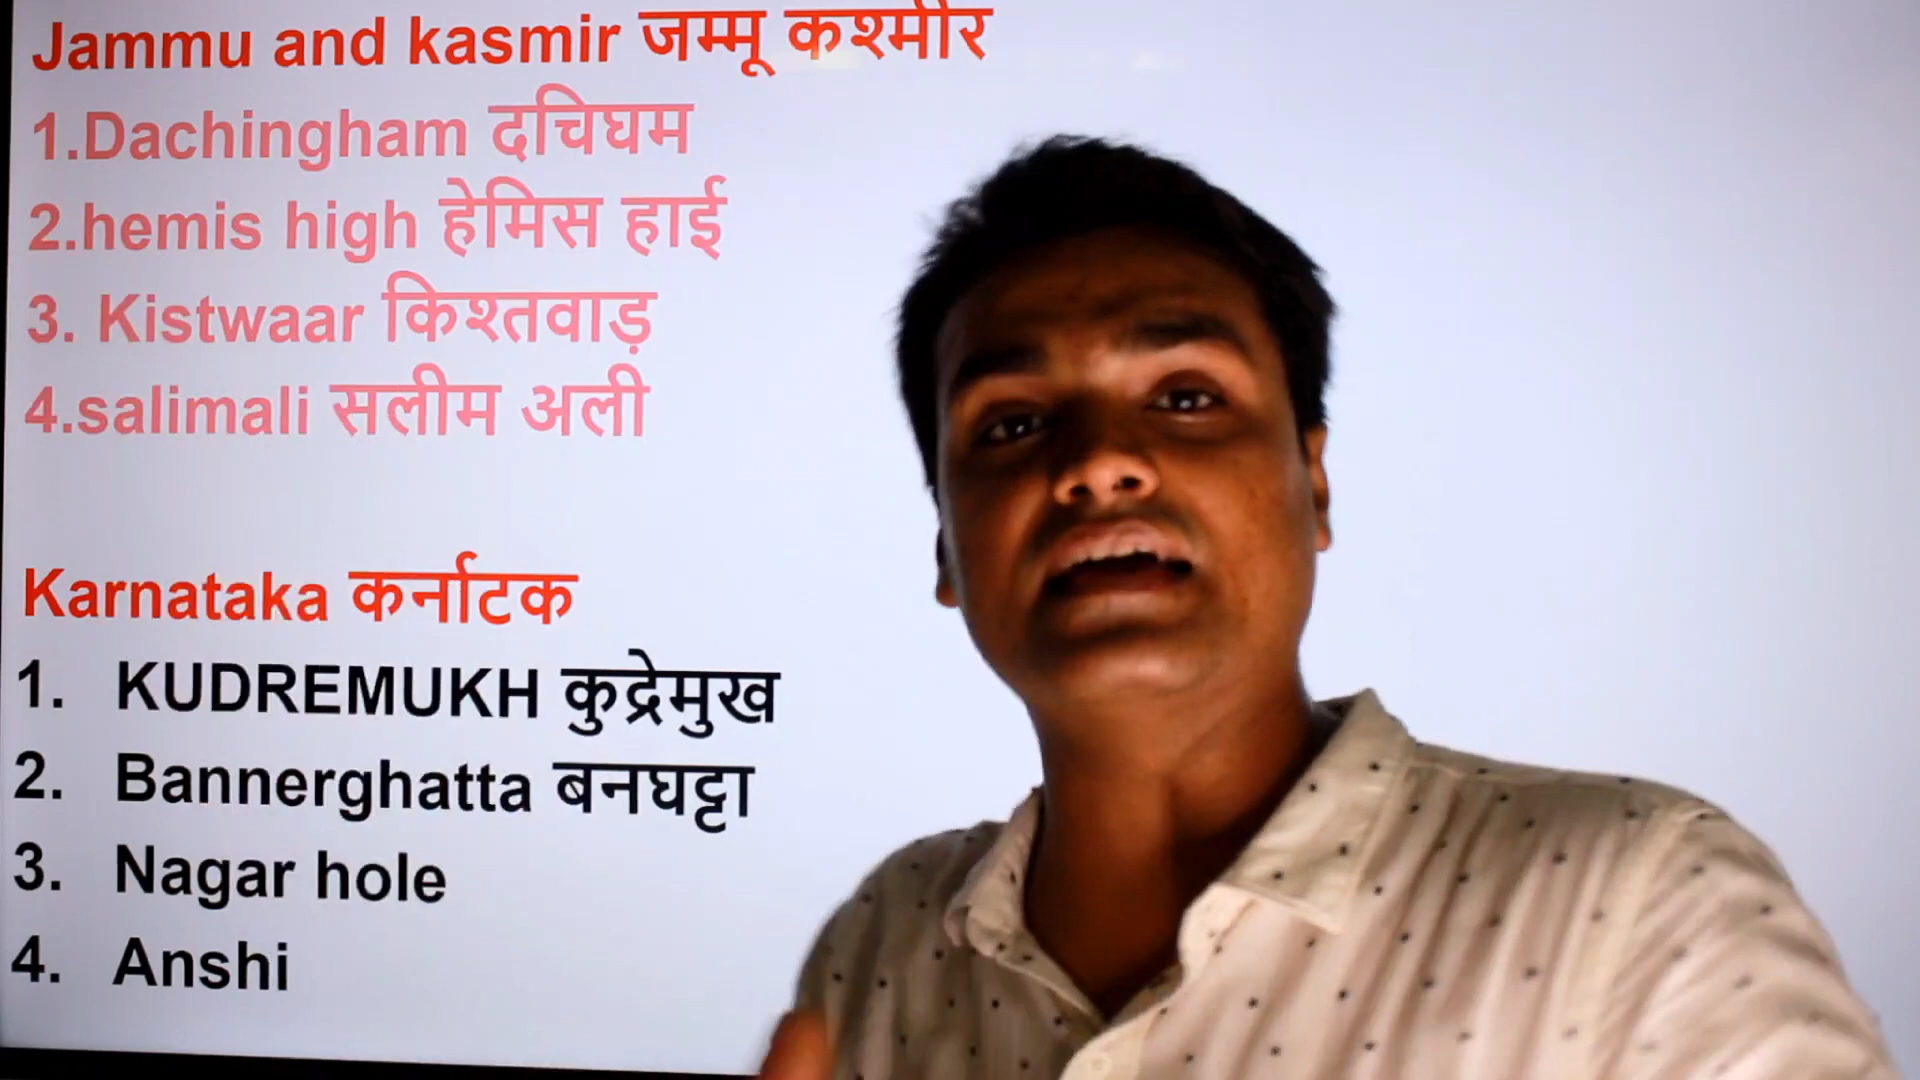 Jammu and kasmir जम्मू कश्मीर
1.Dachingham दचिघम
2.hemis high हेमिस हाई
3. Kistwaar किश्तवाड़
4.salimali सलीम अली
Karnataka कर्नाटक
1. KUDREMUKH कुद्रेमुख
2. Bannerghatta बनघट्टा
3. Nagar hole
4. Anshi